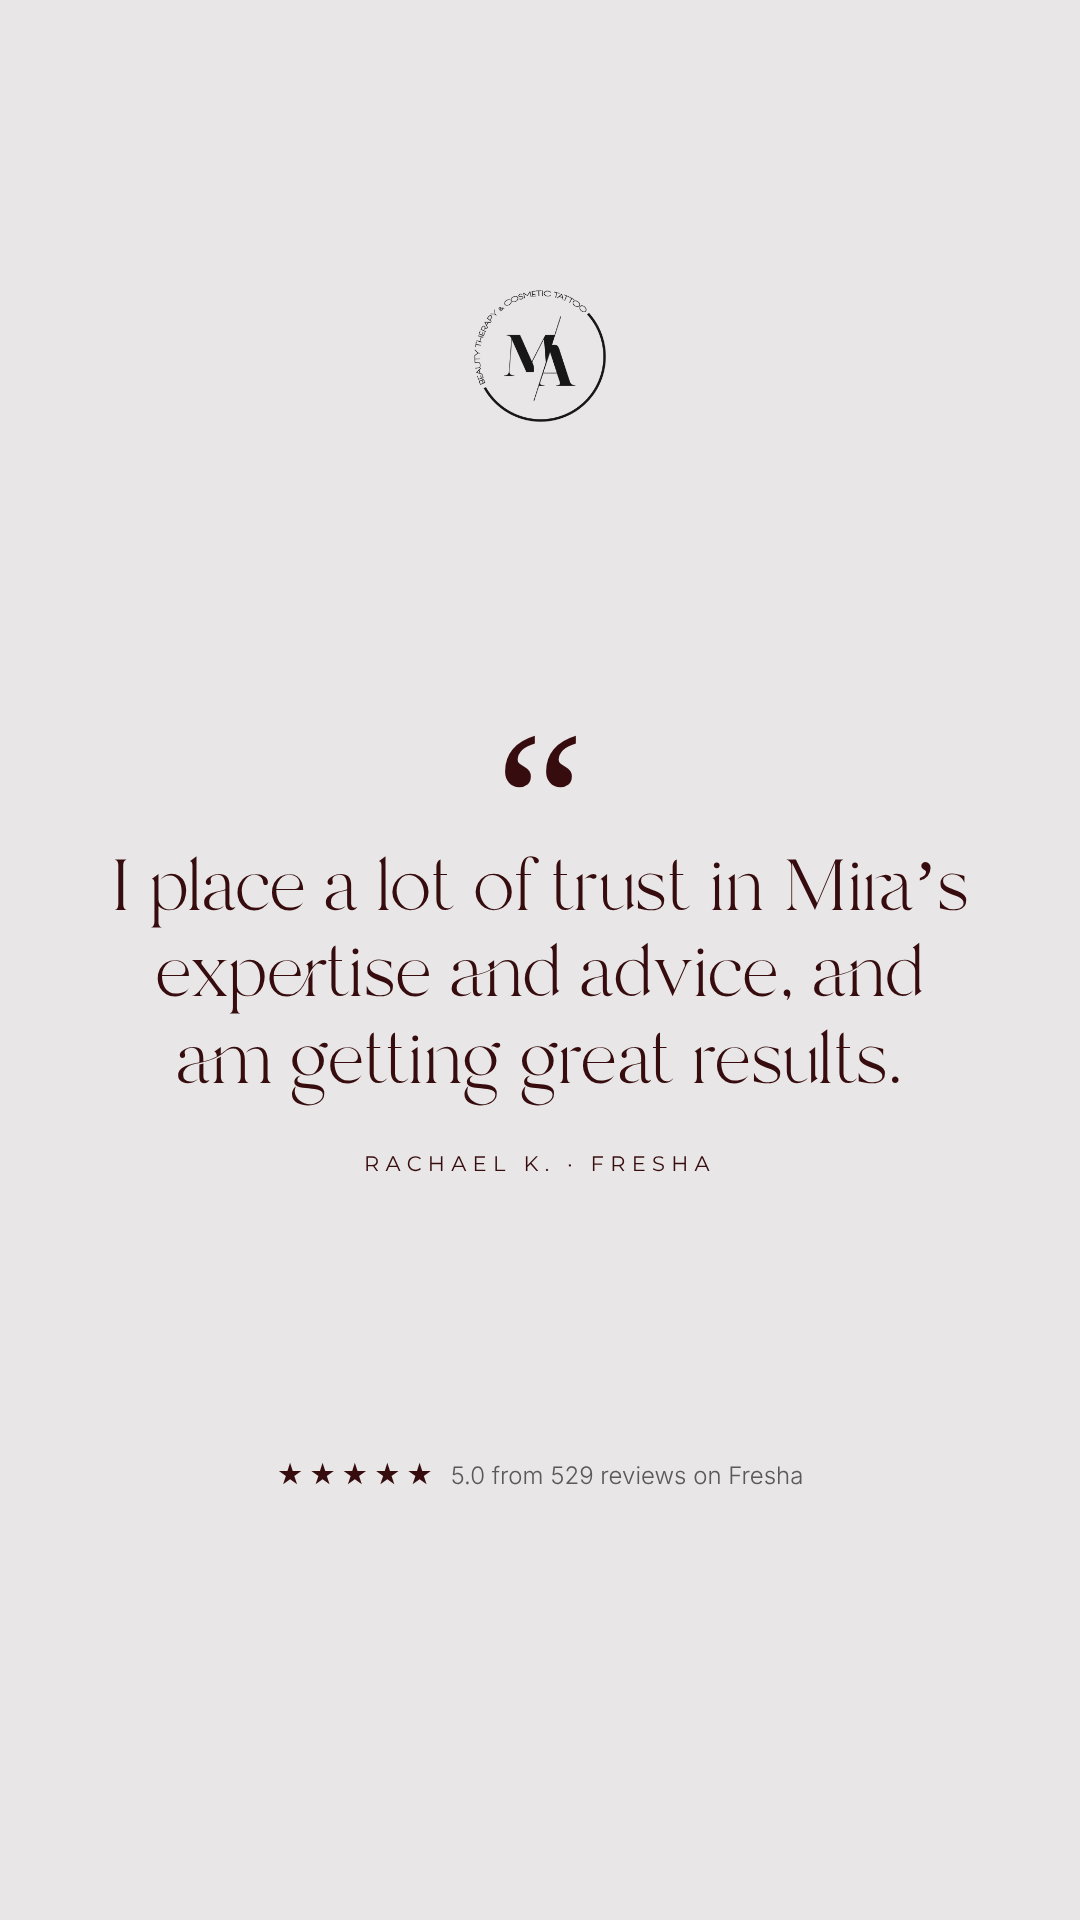 BEAUTY THERAPY & COSMETIC TATTOO
MA
“
I place a lot of trust in Mira’s
expertise and advice, and
am getting great results.
RACHAEL K. · FRESHA
★ ★ ★ ★ ★ 5.0 from 529 reviews on Fresha